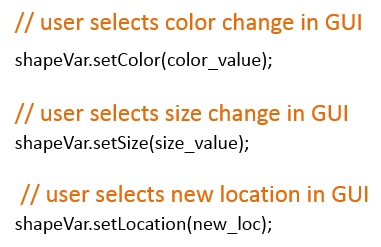 // user selects color change in GUI
shapeVar.setColor(color_value);
// user selects size change in GUI
shapeVar.setSize(size_value);
// user selects new location in GUI
shapeVar.setLocation(new_loc);